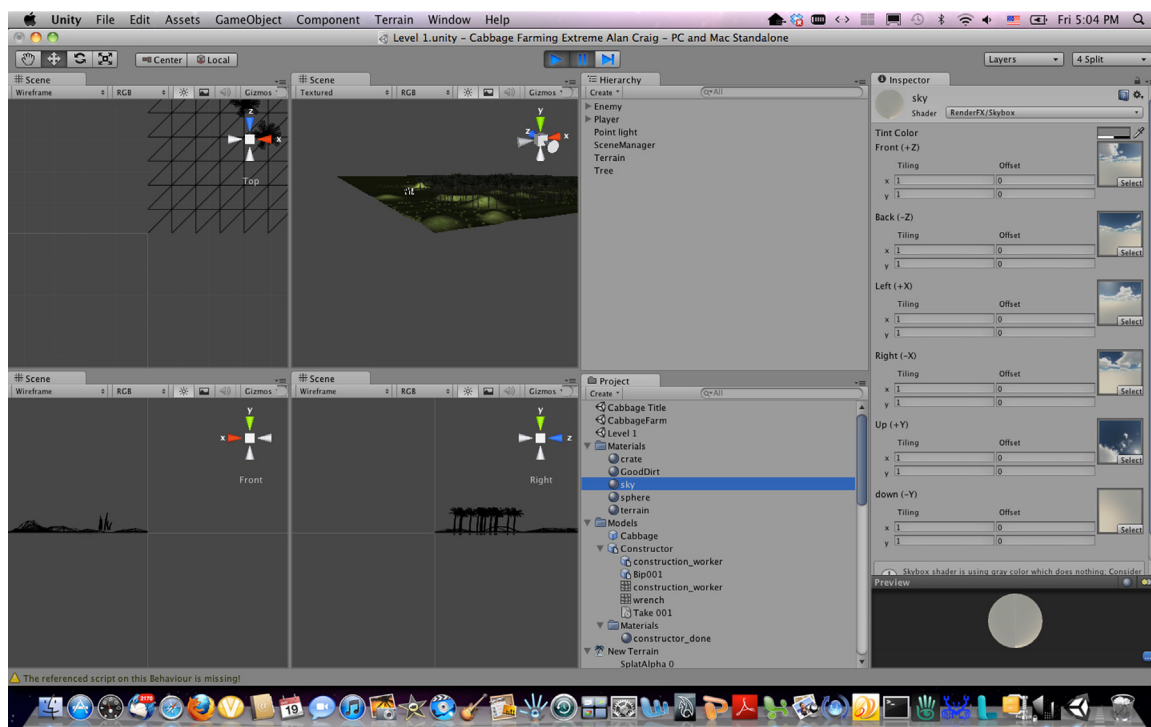 Unity File Edit Assets GameObject Component Terrain Window Help Fri 5:04 PM
Level 1.unity - Cabbage Farming Extreme Alan Craig - PC and Mac Standalone
Center Local Layers 4 Split
Scene
Wireframe RGB Gizmos
z
x
Top
Scene
Textured RGB Gizmos
y
z x
Hierarchy
Create All
Enemy
Player
Point light
SceneManager
Terrain
Tree
Scene
Wireframe RGB Gizmos
y
x
Front
Scene
Wireframe RGB Gizmos
y
z
Right
Project
Create All
Cabbage Title
CabbageFarm
Level 1
Materials
crate
GoodDirt
sky
sphere
terrain
Models
Cabbage
Constructor
construction_worker
Bip001
construction_worker
wrench
Take 001
Materials
constructor_done
New Terrain
SplatAlpha 0
Inspector
sky
Shader RenderFX/Skybox
Tint Color
Front (+Z)
Tiling Offset
x 1 0
y 1 0
Select
Back (-Z)
Tiling Offset
x 1 0
y 1 0
Select
Left (+X)
Tiling Offset
x 1 0
y 1 0
Select
Right (-X)
Tiling Offset
x 1 0
y 1 0
Select
Up (+Y)
Tiling Offset
x 1 0
y 1 0
Select
down (-Y)
Tiling Offset
x 1 0
y 1 0
Select
Skybox shader is using gray color which does nothing; Consider
Preview
The referenced script on this Behaviour is missing!
2170
19